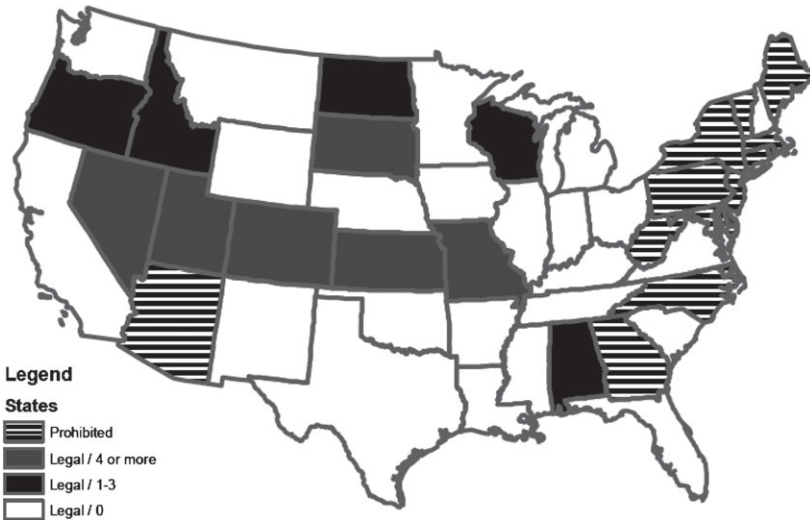 Legend
States
Prohibited
Legal / 4 or more
Legal / 1-3
Legal / 0